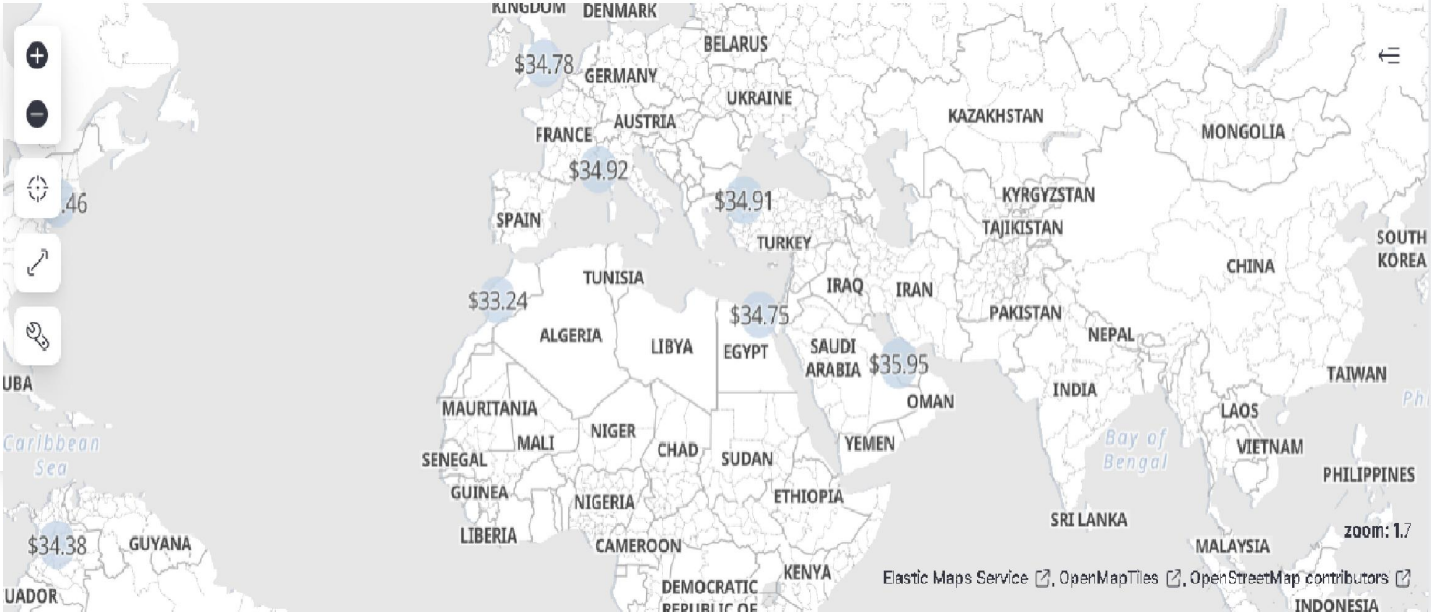 KINGDOM
DENMARK
BELARUS
$34.78
GERMANY
UKRAINE
KAZAKHSTAN
AUSTRIA
MONGOLIA
FRANCE
$34.92
KYRGYZSTAN
.46
$34.91
SPAIN
TAJIKISTAN
TURKEY
SOUTH
KOREA
CHINA
TUNISIA
IRAQ
IRAN
$33.24
$34.75
PAKISTAN
ALGERIA
NEPAL
LIBYA
EGYPT
SAUDI
ARABIA
$35.95
TAIWAN
UBA
INDIA
OMAN
Phi
MAURITANIA
LAOS
NIGER
MALI
Caribbean
Sea
YEMEN
Bay of
Bengal
VIETNAM
CHAD
SENEGAL
SUDAN
PHILIPPINES
GUINEA
NIGERIA
ETHIOPIA
SRI LANKA
zoom: 1.7
LIBERIA
$34.38
GUYANA
CAMEROON
MALAYSIA
KENYA
Elastic Maps Service, OpenMapTiles, OpenStreetMap contributors
DEMOCRATIC
REPUBLIC OF
UADOR
INDONESIA